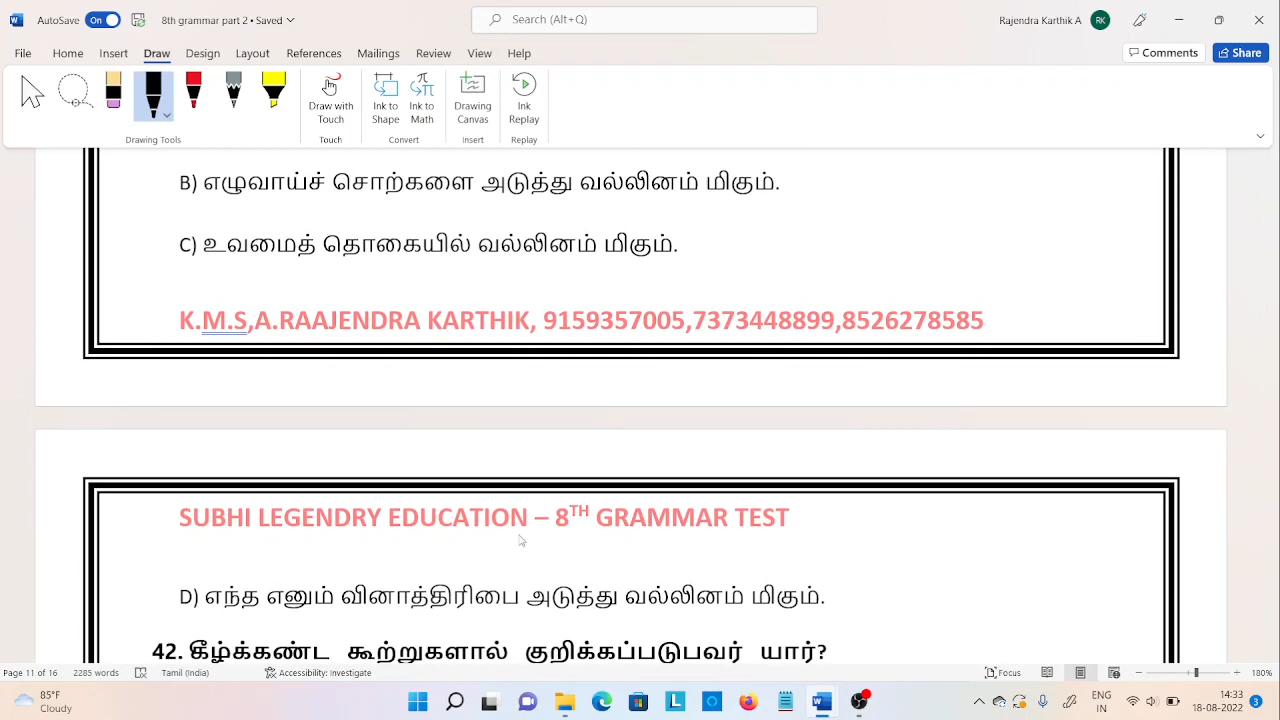 AutoSave On 8th grammar part 2 • Saved Search (Alt+Q) Rajendra Karthik A RK
File Home Insert Draw Design Layout References Mailings Review View Help Comments Share
Draw with Touch Ink to Shape Ink to Math Drawing Canvas Ink Replay
Drawing Tools Touch Convert Insert Replay
B) எழுவாய்ச் சொற்களை அடுத்து வல்லினம் மிகும்.
C) உவமைத் தொகையில் வல்லினம் மிகும்.
K.M.S,A.RAAJENDRA KARTHIK, 9159357005,7373448899,8526278585
SUBHI LEGENDRY EDUCATION – 8TH GRAMMAR TEST
D) எந்த எனும் வினாத்திரிபை அடுத்து வல்லினம் மிகும்.
42. கீழ்க்கண்ட கூற்றுகளால் குறிக்கப்படுபவர் யார்?
Page 11 of 16 2285 words Tamil (India) Accessibility: Investigate Focus 180%
85°F Cloudy ENG IN 14:33 18-08-2022 3